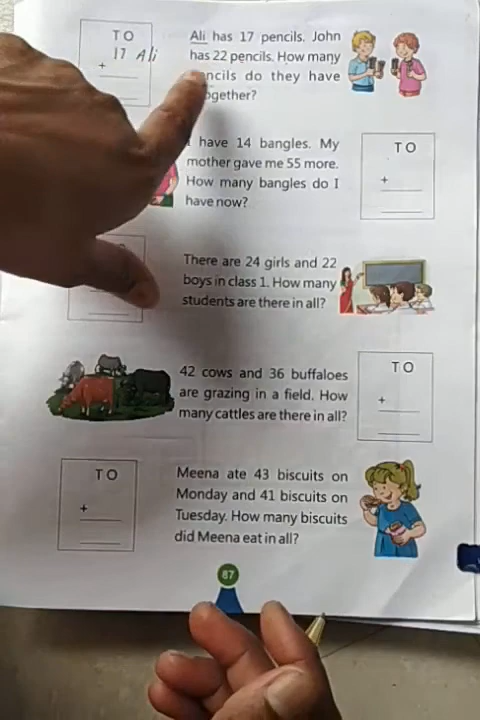 T O
17 Ali
+
Ali has 17 pencils. John
has 22 pencils. How many
do they have
have 14 bangles. My
mother gave me 55 more.
How many bangles do I
have now?
T O
+
There are 24 girls and 22
boys in class 1. How many
students are there in all?
42 cows and 36 buffaloes
are grazing in a field. How
many cattles are there in all?
T O
+
T O
+
Meena ate 43 biscuits on
Monday and 41 biscuits on
Tuesday. How many biscuits
did Meena eat in all?
87